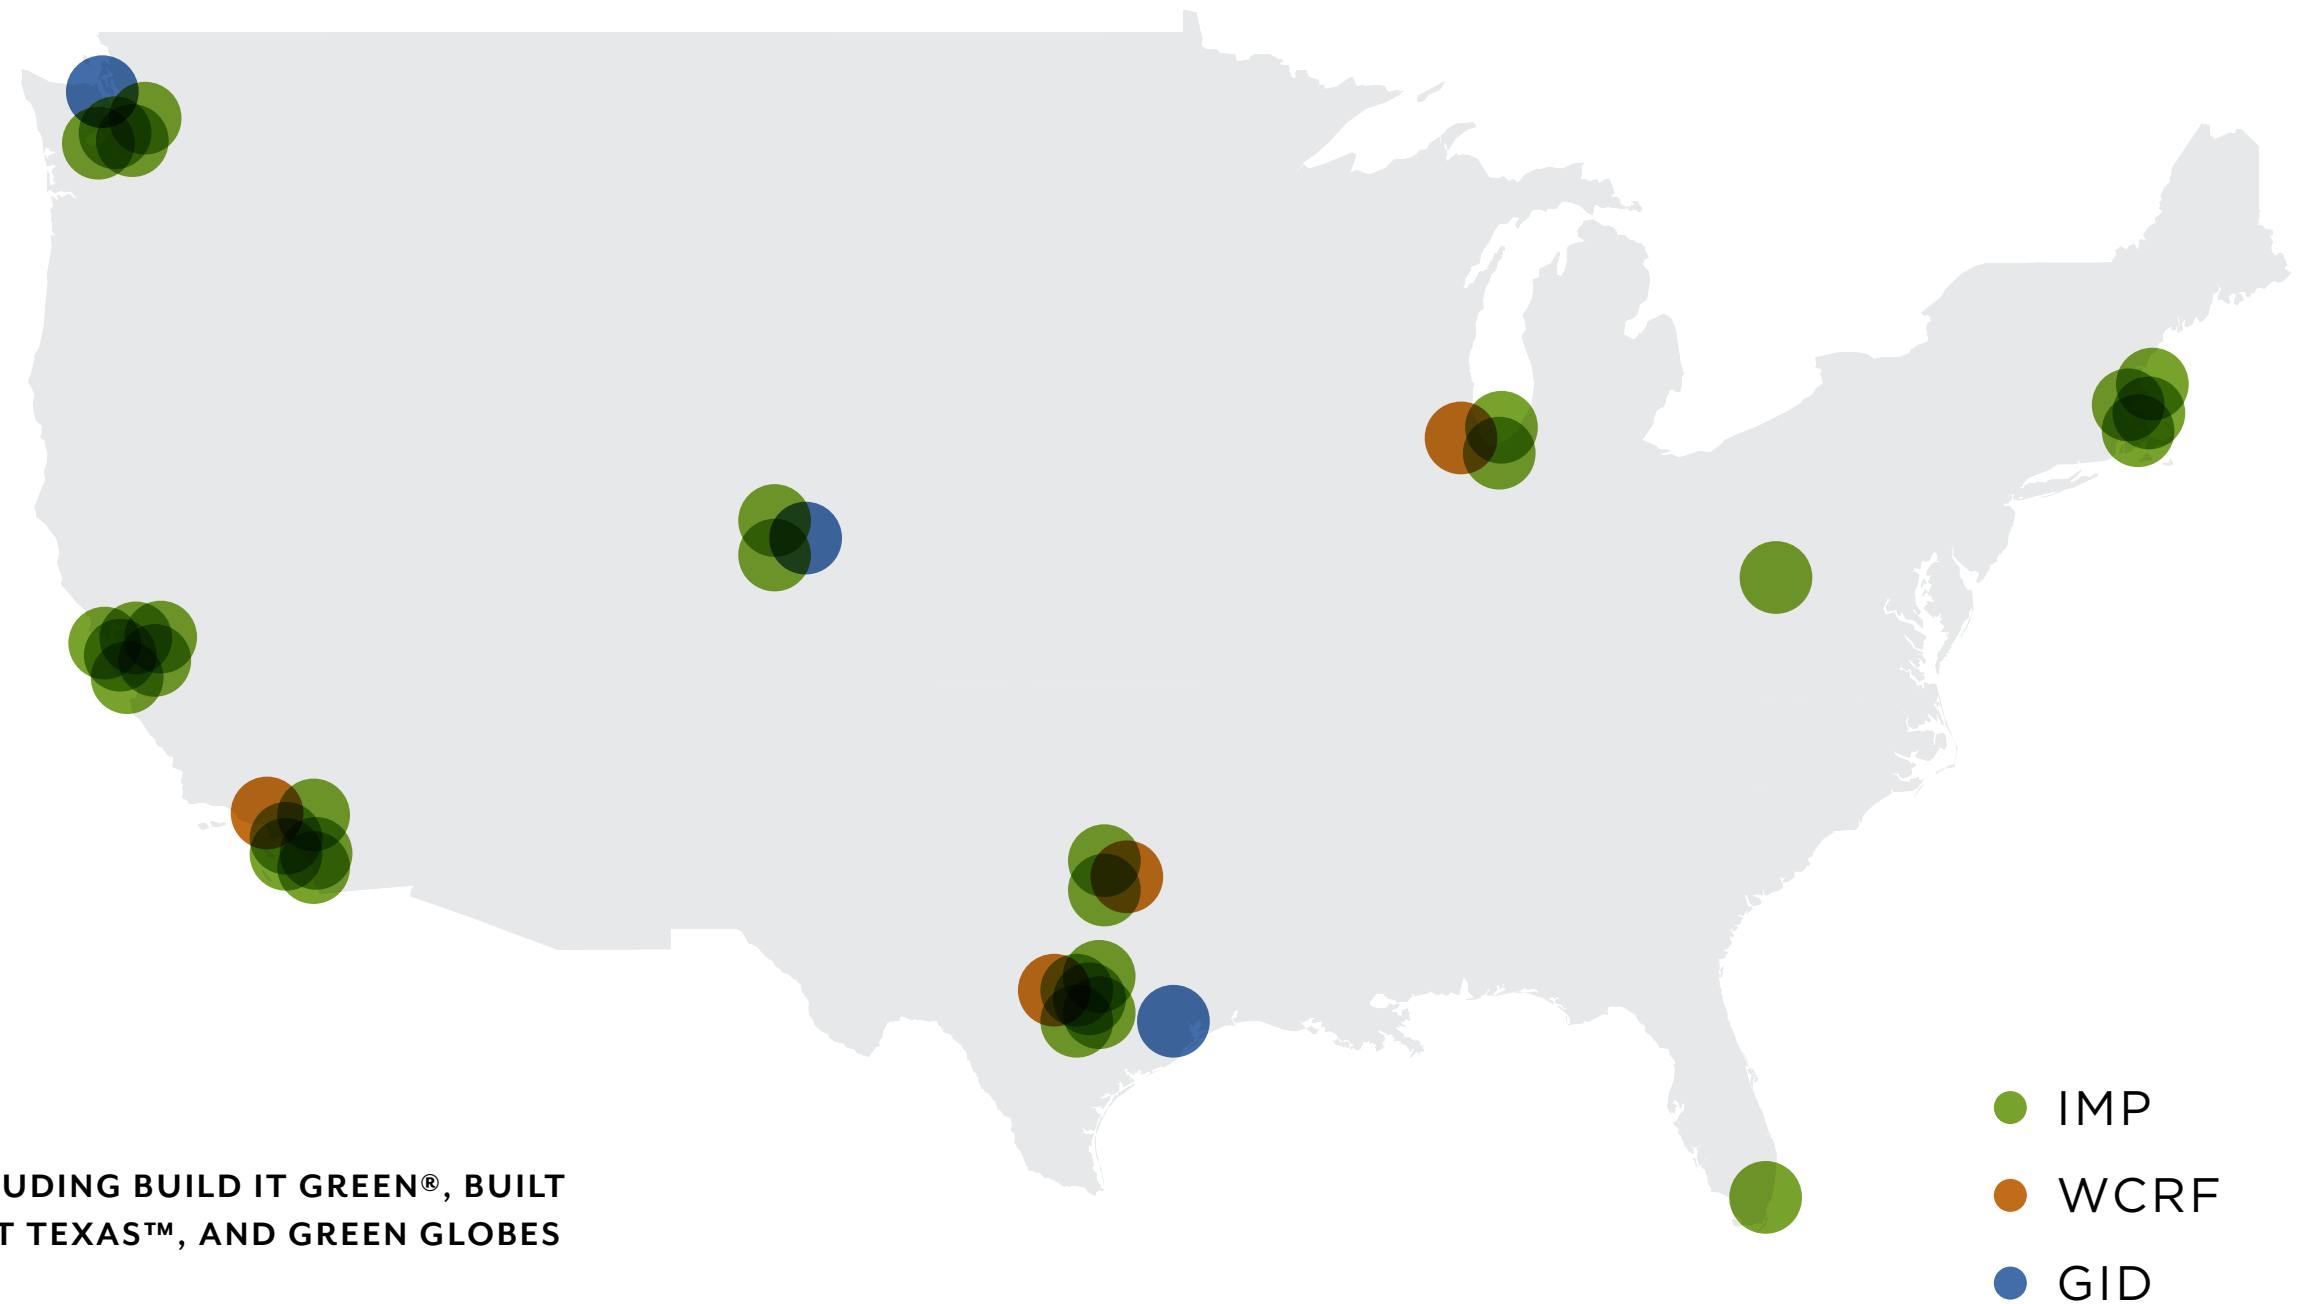 IMP
WCRF
UDING BUILD IT GREEN®, BUILT
T TEXAS™, AND GREEN GLOBES
GID